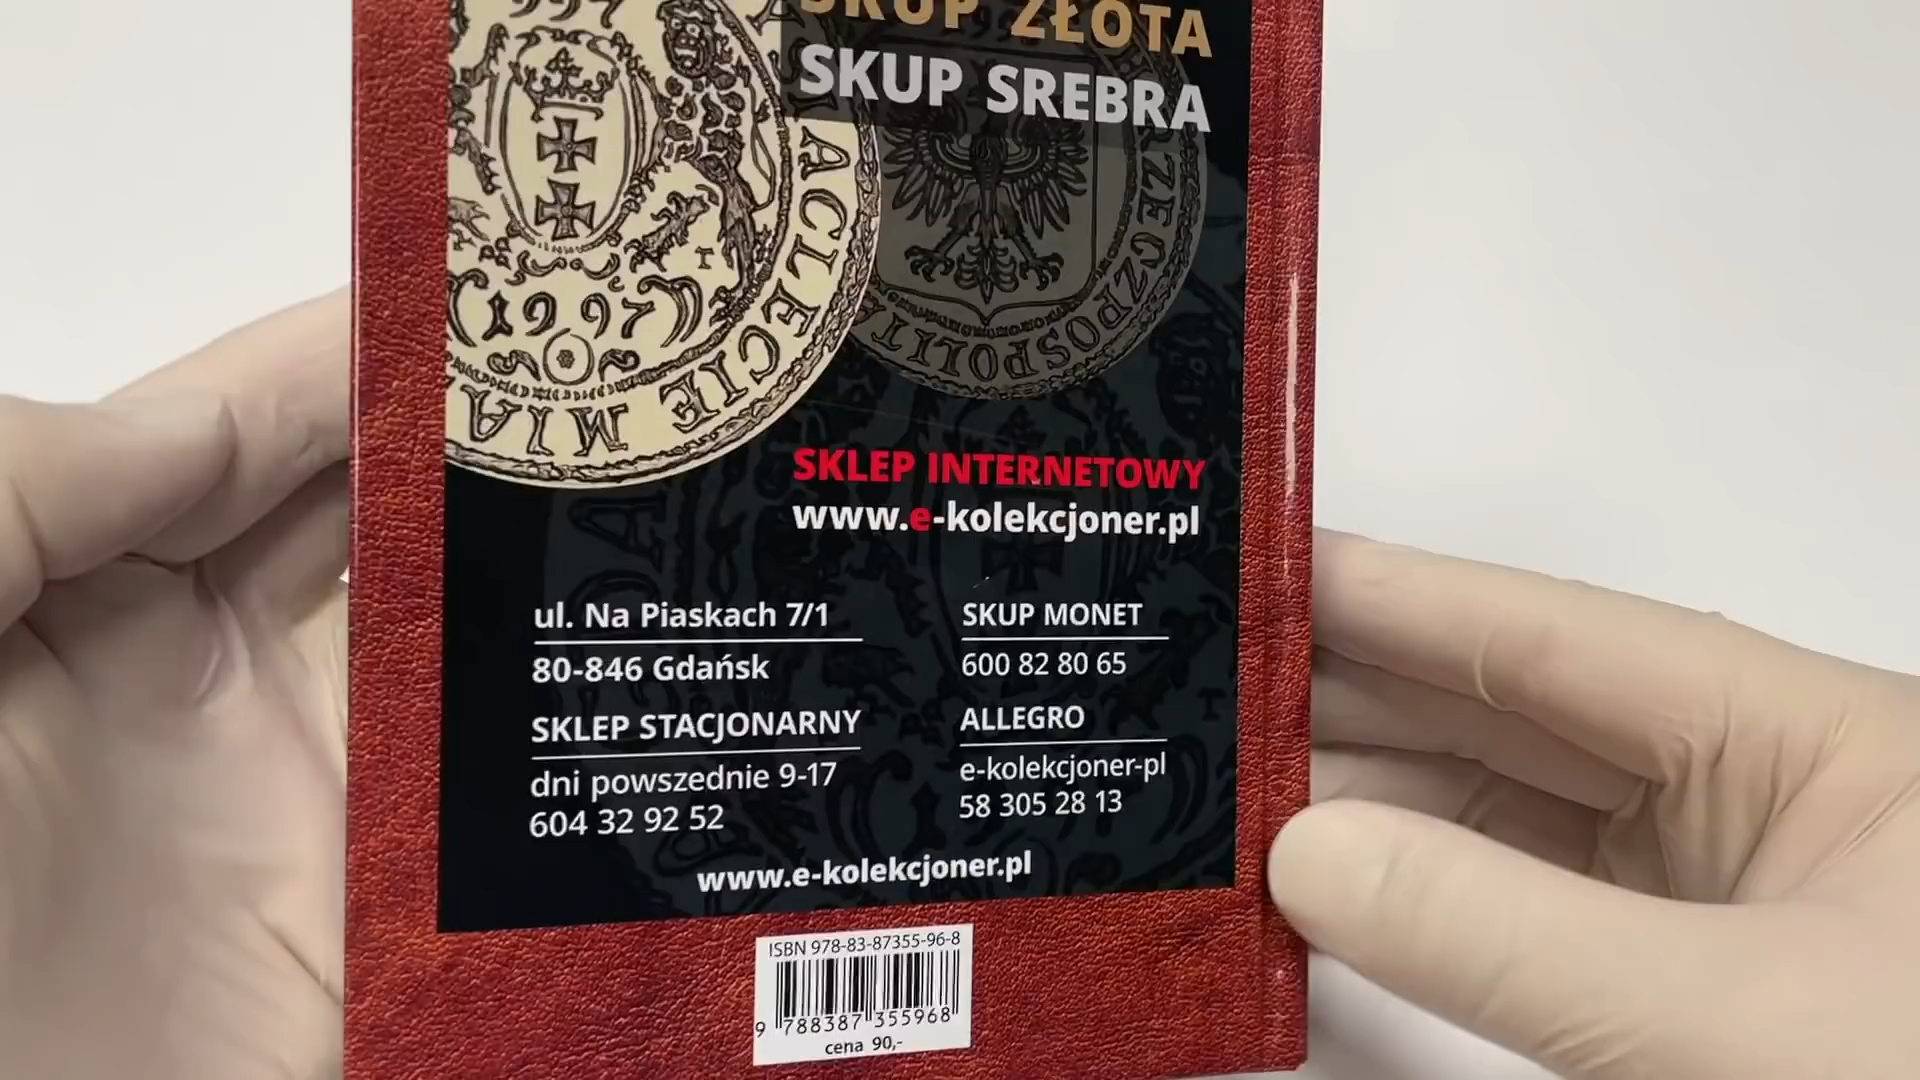 SKUP ZŁOTA
SKUP SREBRA
1997
SKLEP INTERNETOWY
www.e-kolekcjoner.pl
ul. Na Piaskach 7/1
80-846 Gdańsk
SKLEP STACJONARNY
dni powszednie 9-17
604 32 92 52
SKUP MONET
600 82 80 65
ALLEGRO
e-kolekcjoner-pl
58 305 28 13
www.e-kolekcjoner.pl
ISBN 978-83-87355-96-8
9 788387 355968
cena 90,-